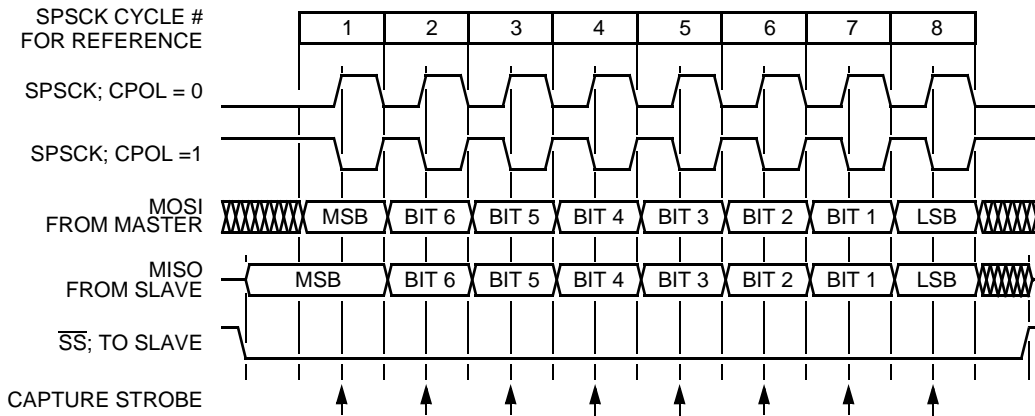 SPSCK CYCLE #
FOR REFERENCE
1 2 3 4 5 6 7 8
SPSCK; CPOL = 0
SPSCK; CPOL =1
MOSI
FROM MASTER
MSB BIT 6 BIT 5 BIT 4 BIT 3 BIT 2 BIT 1 LSB
MISO
FROM SLAVE
MSB BIT 6 BIT 5 BIT 4 BIT 3 BIT 2 BIT 1 LSB
SS; TO SLAVE
CAPTURE STROBE